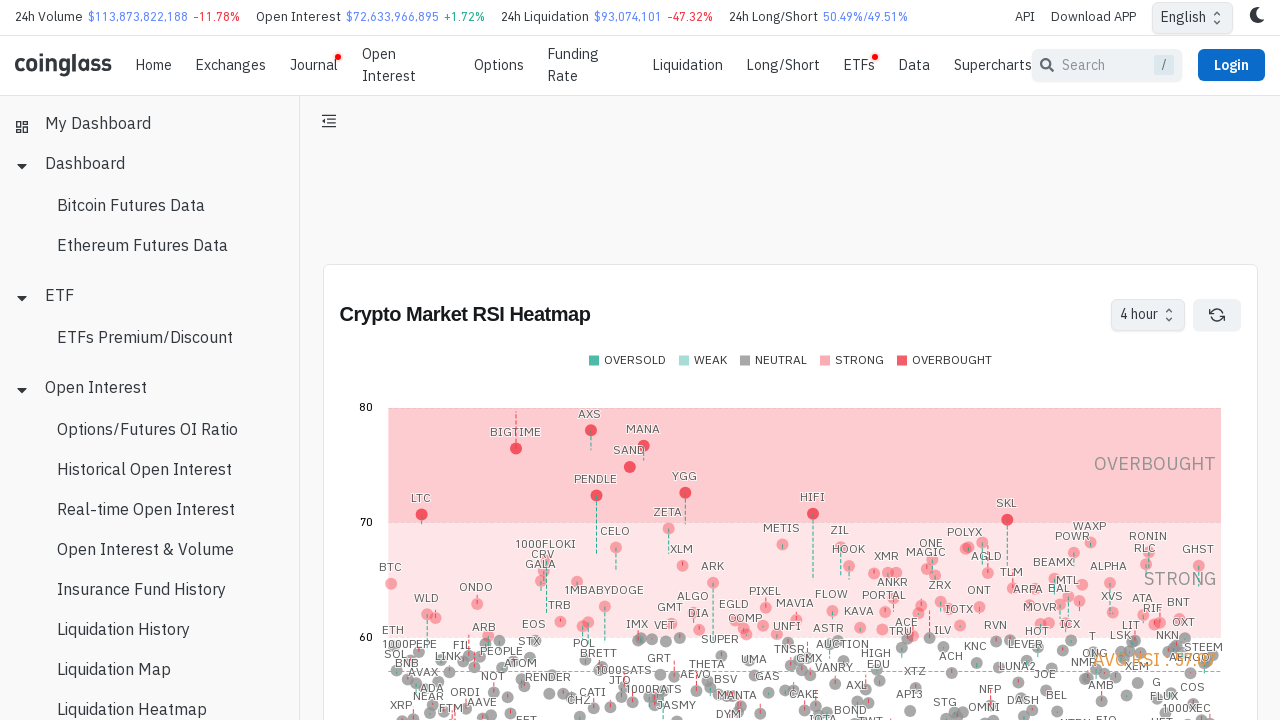 24h Volume $113,873,822,188 -11.78% Open Interest $72,633,966,895 +1.72% 24h Liquidation $93,074,101 -47.32% 24h Long/Short 50.49%/49.51% API Download APP English
coinglass Home Exchanges Journal Open Interest Options Funding Rate Liquidation Long/Short ETFs Data Supercharts Search / Login
My Dashboard
Dashboard
Bitcoin Futures Data
Ethereum Futures Data
ETF
ETFs Premium/Discount
Open Interest
Options/Futures OI Ratio
Historical Open Interest
Real-time Open Interest
Open Interest & Volume
Insurance Fund History
Liquidation History
Liquidation Map
Liquidation Heatmap
Crypto Market RSI Heatmap 4 hour
OVERSOLD WEAK NEUTRAL STRONG OVERBOUGHT
80
AXS
BIGTIME MANA
SAND
OVERBOUGHT
PENDLE YGG
LTC HIFI SKL
70
ZETA
CELO METIS ZIL POLYX WAXP
POWR RONIN
1000FLOKI XLM HOOK ONE RLC GHST
CRV XMR MAGIC AGLD
GALA BEAMX
BTC ARK TLM ALPHA
STRONG
ONDO 1MBABYDOGE PIXEL ANKR ZRX ONT ARPA BAL MTL
WLD TRB ALGO FLOW PORTAL XVS ATA
GMT EGLD MAVIA KAVA IOTX MOVR RIF BNT
DIA COMP
ETH ARB EOS IMX VET UNFI ASTR ACE TRU ILV RVN HOT ICX LIT OXT
60
1000PEPE FIL STX POL SUPER AUCTION KNC LEVER T LSK NKN
SOL LINK PEOPLE BRETT GRT TNSR HIGH ACH STEEM
BNB ATOM UMA GMX EDU NMR AERGO
AVAX NOT RENDER 1000SATS THETA VANRY XTZ LUNA2 XEM
ADA JTO AEVO BSV GAS AXL JOE AMB G COS
NEAR ORDI CATI 1000RATS MANTA CAKE API3 NFP BEL FLUX
XRP FTM AAVE CHZ JASMY DYM BOND STG OMNI DASH 1000XEC